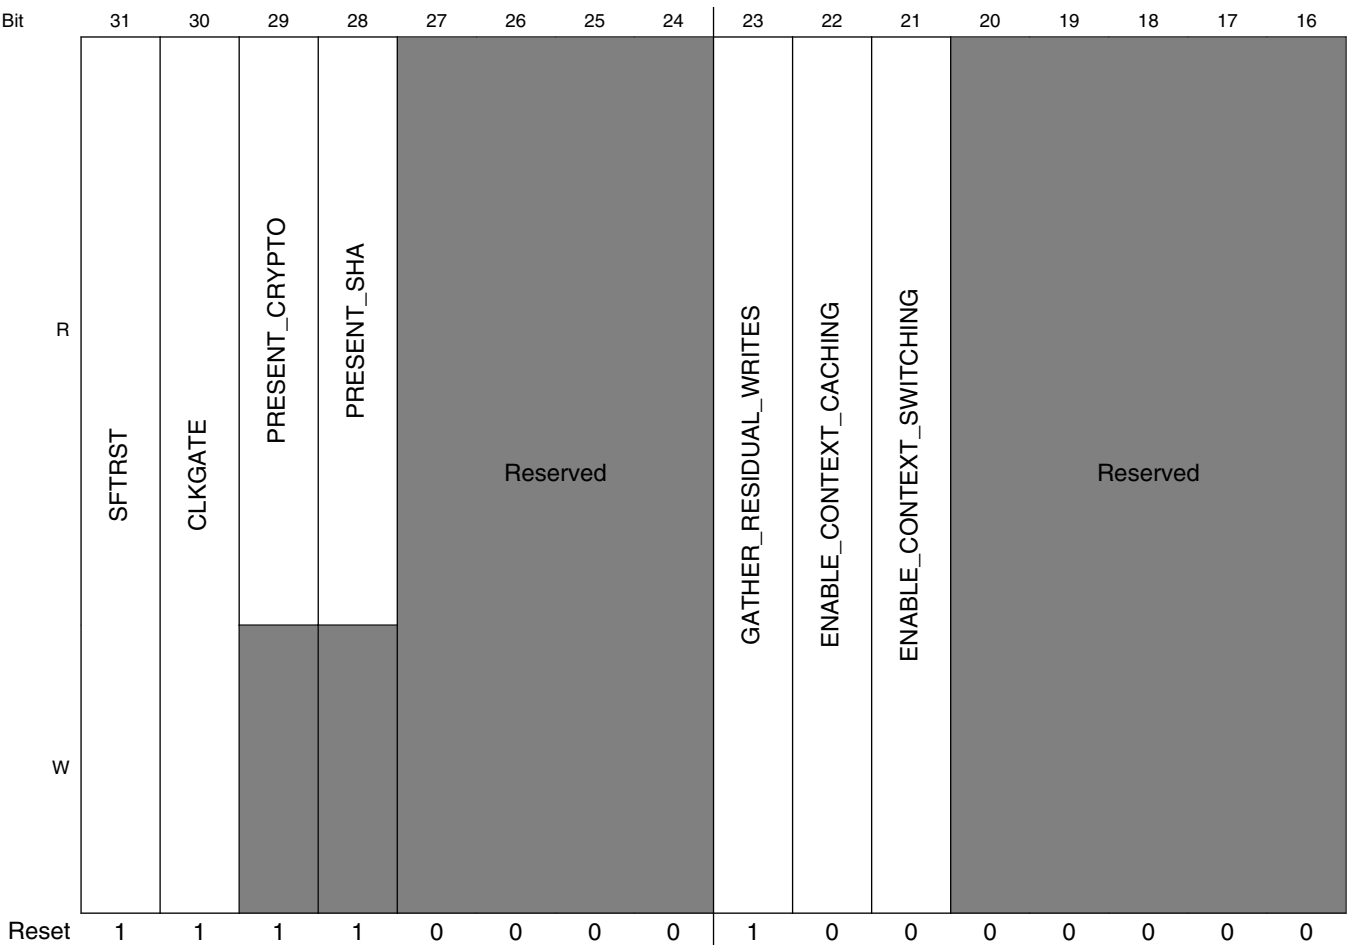 Bit 31 30 29 28 27 26 25 24 23 22 21 20 19 18 17 16
R
W
SFTRST
CLKGATE
PRESENT_CRYPTO
PRESENT_SHA
Reserved
GATHER_RESIDUAL_WRITES
ENABLE_CONTEXT_CACHING
ENABLE_CONTEXT_SWITCHING
Reserved
Reset 1 1 1 1 0 0 0 0 1 0 0 0 0 0 0 0